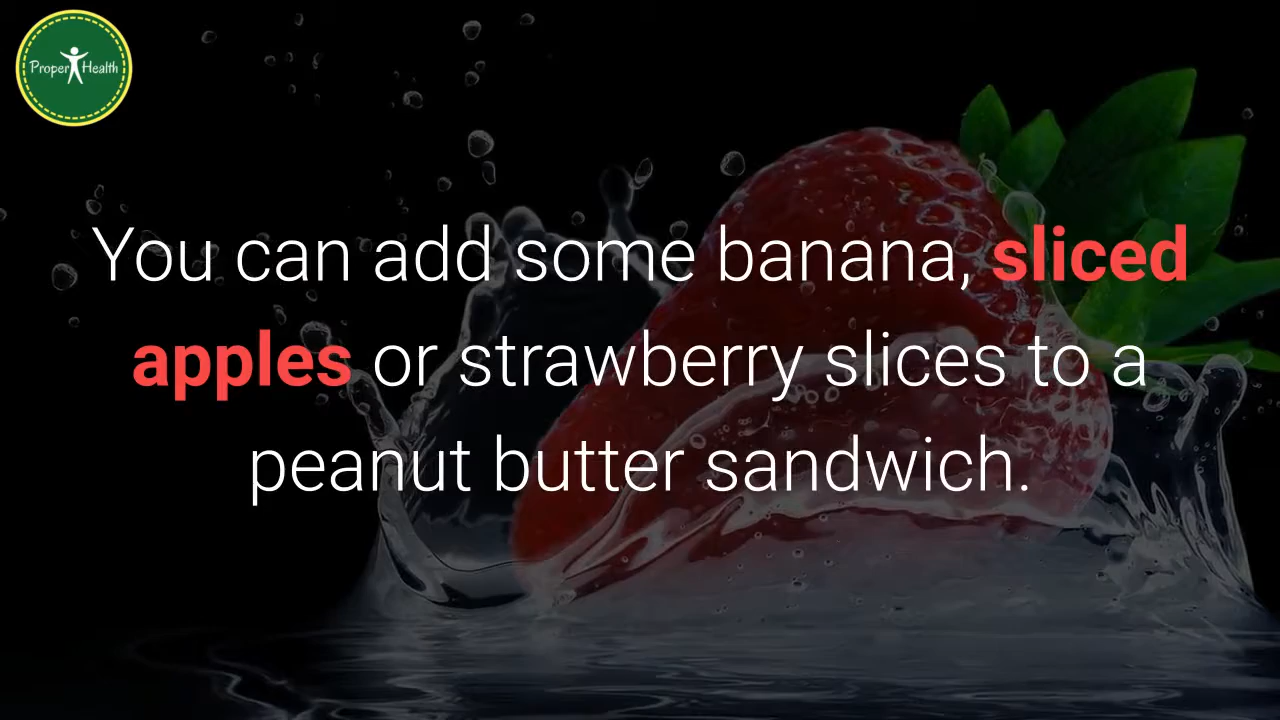 Proper Health
You can add some banana, sliced
apples or strawberry slices to a
peanut butter sandwich.